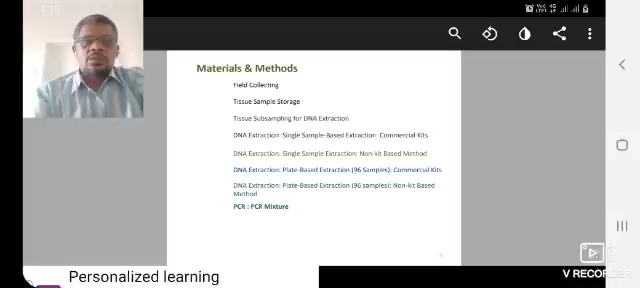 Materials & Methods
Field Collecting
Tissue Sample Storage
Tissue Subsampling for DNA Extraction
DNA Extraction: Single Sample-Based Extraction: Commercial Kits
DNA Extraction: Single Sample Extraction: Non-kit Based Method
DNA Extraction: Plate-Based Extraction (96 Samples): Commercial Kits
DNA Extraction: Plate-Based Extraction (96 samples): Non-kit Based
Method
PCR : PCR Mixture
V RECORDER
Personalized learning